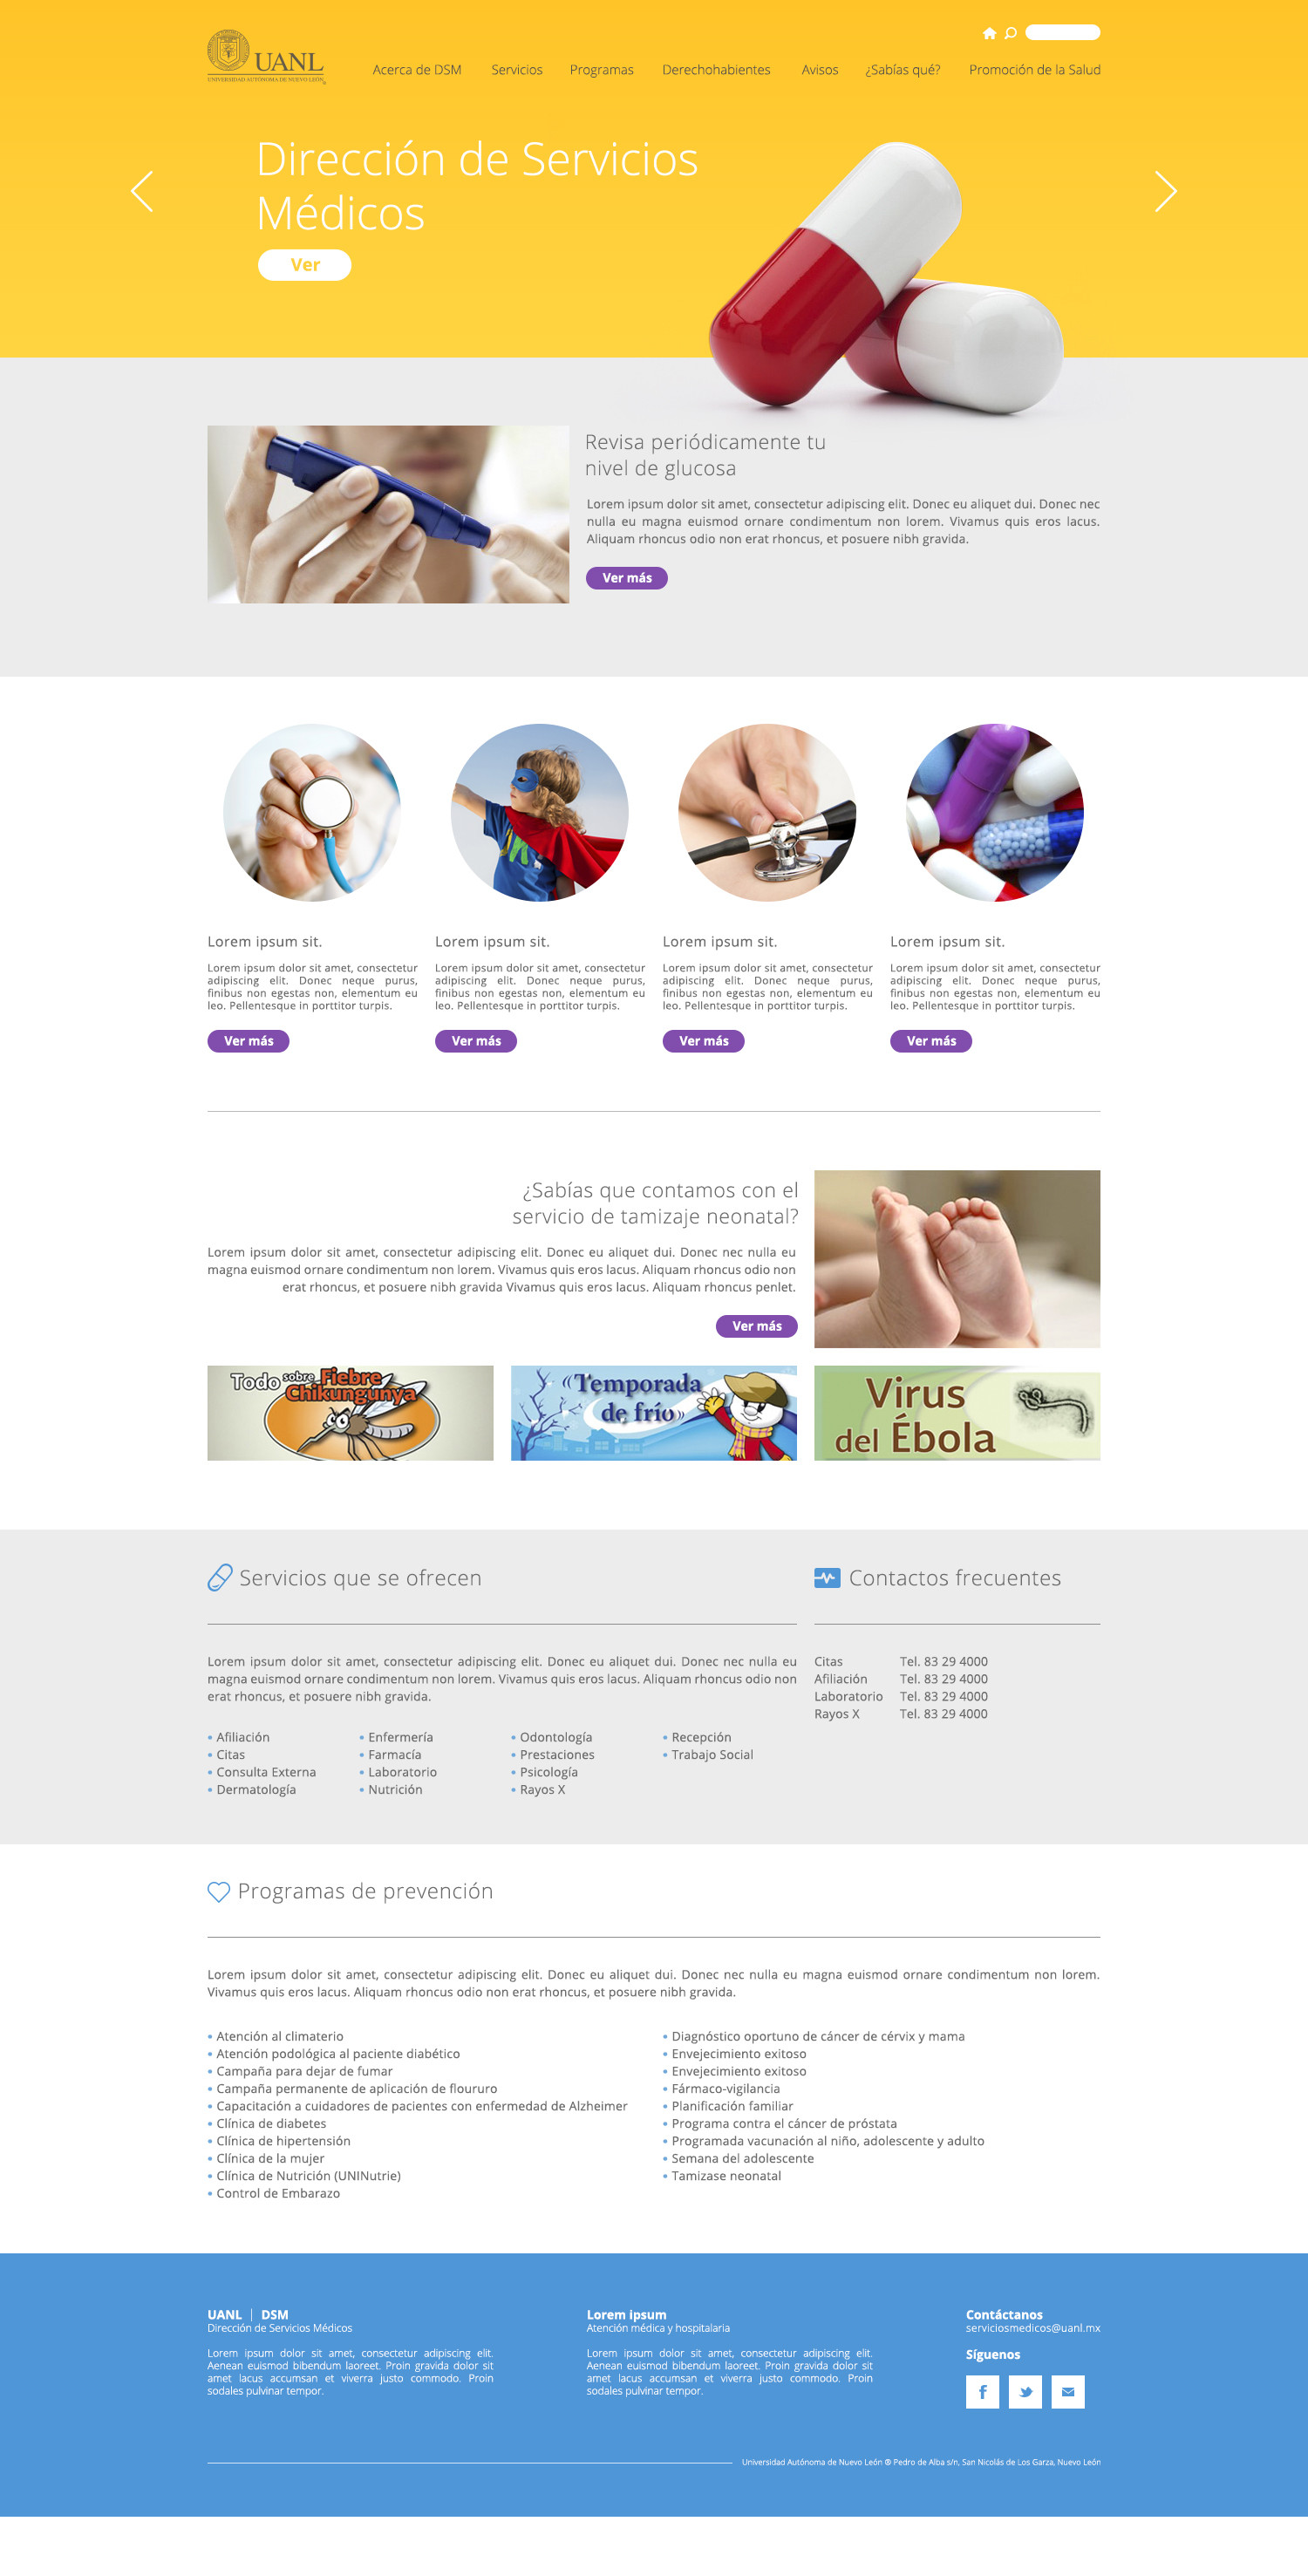 UANL
UNIVERSIDAD AUTÓNOMA DE NUEVO LEÓN
®
Acerca de DSM Servicios Programas Derechohabientes Avisos ¿Sabías qué? Promoción de la Salud
Dirección de Servicios
Médicos
Ver
Revisa periódicamente tu
nivel de glucosa
Lorem ipsum dolor sit amet, consectetur adipiscing elit. Donec eu aliquet dui. Donec nec
nulla eu magna euismod ornare condimentum non lorem. Vivamus quis eros lacus.
Aliquam rhoncus odio non erat rhoncus, et posuere nibh gravida.
Ver más
Lorem ipsum sit.
Lorem ipsum dolor sit amet, consectetur
adipiscing elit. Donec neque purus,
finibus non egestas non, elementum eu
leo. Pellentesque in porttitor turpis.
Ver más
Lorem ipsum sit.
Lorem ipsum dolor sit amet, consectetur
adipiscing elit. Donec neque purus,
finibus non egestas non, elementum eu
leo. Pellentesque in porttitor turpis.
Ver más
Lorem ipsum sit.
Lorem ipsum dolor sit amet, consectetur
adipiscing elit. Donec neque purus,
finibus non egestas non, elementum eu
leo. Pellentesque in porttitor turpis.
Ver más
Lorem ipsum sit.
Lorem ipsum dolor sit amet, consectetur
adipiscing elit. Donec neque purus,
finibus non egestas non, elementum eu
leo. Pellentesque in porttitor turpis.
Ver más
¿Sabías que contamos con el
servicio de tamizaje neonatal?
Lorem ipsum dolor sit amet, consectetur adipiscing elit. Donec eu aliquet dui. Donec nec nulla eu
magna euismod ornare condimentum non lorem. Vivamus quis eros lacus. Aliquam rhoncus odio non
erat rhoncus, et posuere nibh gravida Vivamus quis eros lacus. Aliquam rhoncus penlet.
Ver más
Todo sobre Fiebre
Chikungunya
«Temporada
de frío»
Virus
del Ébola
Servicios que se ofrecen
Lorem ipsum dolor sit amet, consectetur adipiscing elit. Donec eu aliquet dui. Donec nec nulla eu
magna euismod ornare condimentum non lorem. Vivamus quis eros lacus. Aliquam rhoncus odio non
erat rhoncus, et posuere nibh gravida.
• Afiliación
• Citas
• Consulta Externa
• Dermatología
• Enfermería
• Farmacía
• Laboratorio
• Nutrición
• Odontología
• Prestaciones
• Psicología
• Rayos X
• Recepción
• Trabajo Social
Contactos frecuentes
Citas Tel. 83 29 4000
Afiliación Tel. 83 29 4000
Laboratorio Tel. 83 29 4000
Rayos X Tel. 83 29 4000
Programas de prevención
Lorem ipsum dolor sit amet, consectetur adipiscing elit. Donec eu aliquet dui. Donec nec nulla eu magna euismod ornare condimentum non lorem.
Vivamus quis eros lacus. Aliquam rhoncus odio non erat rhoncus, et posuere nibh gravida.
• Atención al climaterio
• Atención podológica al paciente diabético
• Campaña para dejar de fumar
• Campaña permanente de aplicación de floururo
• Capacitación a cuidadores de pacientes con enfermedad de Alzheimer
• Clínica de diabetes
• Clínica de hipertensión
• Clínica de la mujer
• Clínica de Nutrición (UNINutrie)
• Control de Embarazo
• Diagnóstico oportuno de cáncer de cérvix y mama
• Envejecimiento exitoso
• Envejecimiento exitoso
• Fármaco-vigilancia
• Planificación familiar
• Programa contra el cáncer de próstata
• Programada vacunación al niño, adolescente y adulto
• Semana del adolescente
• Tamizase neonatal
UANL | DSM
Dirección de Servicios Médicos
Lorem ipsum dolor sit amet, consectetur adipiscing elit.
Aenean euismod bibendum laoreet. Proin gravida dolor sit
amet lacus accumsan et viverra justo commodo. Proin
sodales pulvinar tempor.
Lorem ipsum
Atención médica y hospitalaria
Lorem ipsum dolor sit amet, consectetur adipiscing elit.
Aenean euismod bibendum laoreet. Proin gravida dolor sit
amet lacus accumsan et viverra justo commodo. Proin
sodales pulvinar tempor.
Contáctanos
serviciosmedicos@uanl.mx
Síguenos
f
Universidad Autónoma de Nuevo León ® Pedro de Alba s/n, San Nicolás de Los Garza, Nuevo León